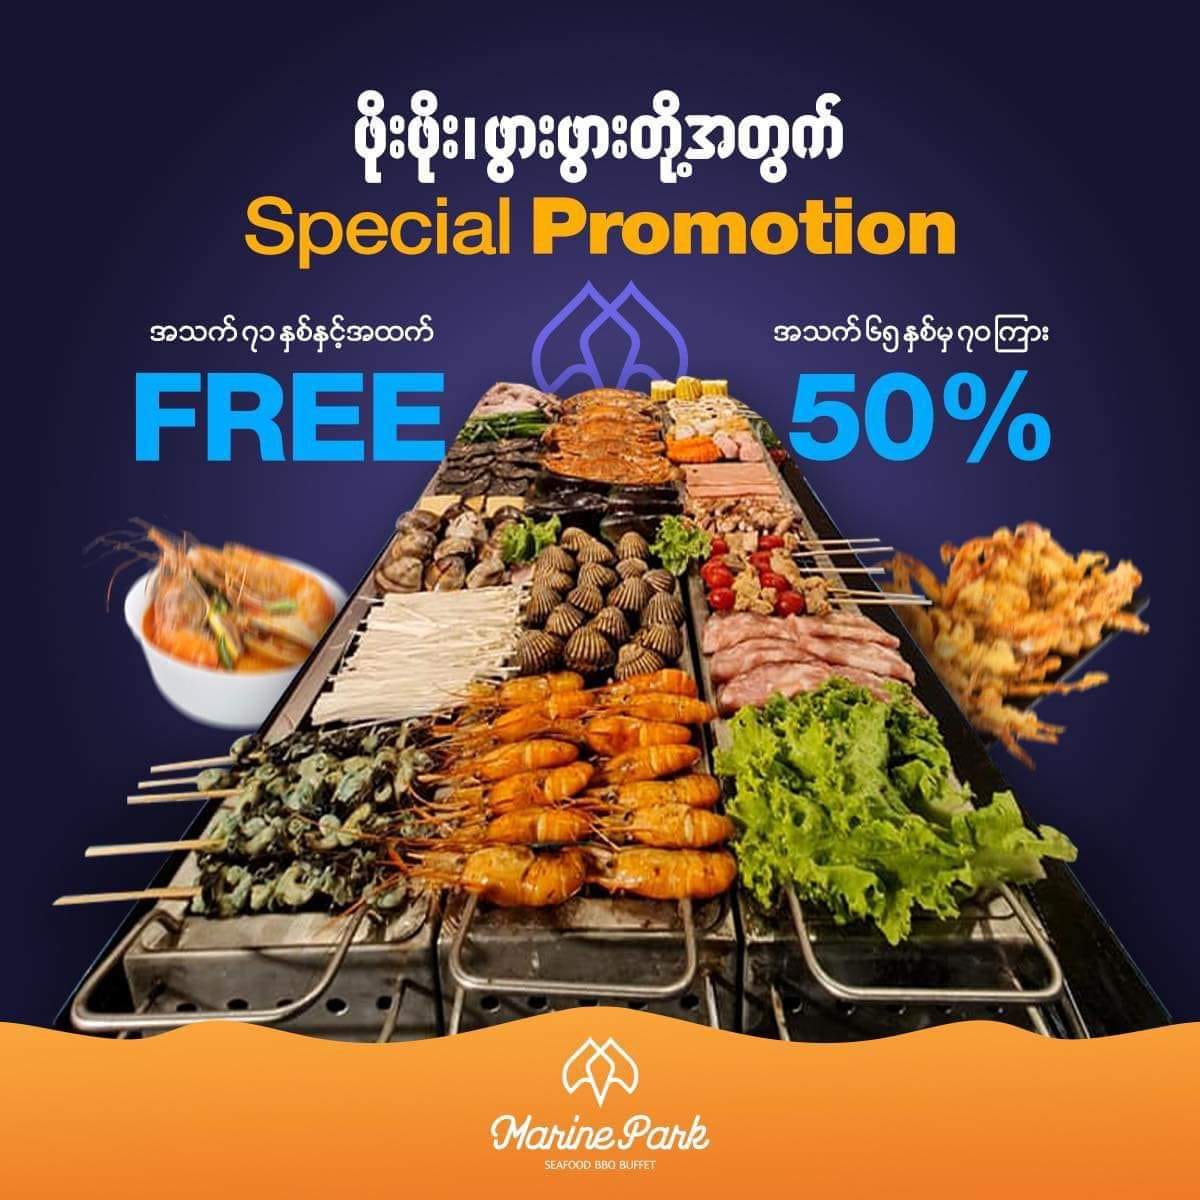 ဖိုးဖိုး၊ ဖွားဖွားတို့အတွက်
Special Promotion
အသက် ၇၁ နှစ်နှင့်အထက်
FREE
အသက် ၆၅ နှစ်မှ ၇၀ ကြား
50%
Marine Park
SEAFOOD BBQ BUFFET